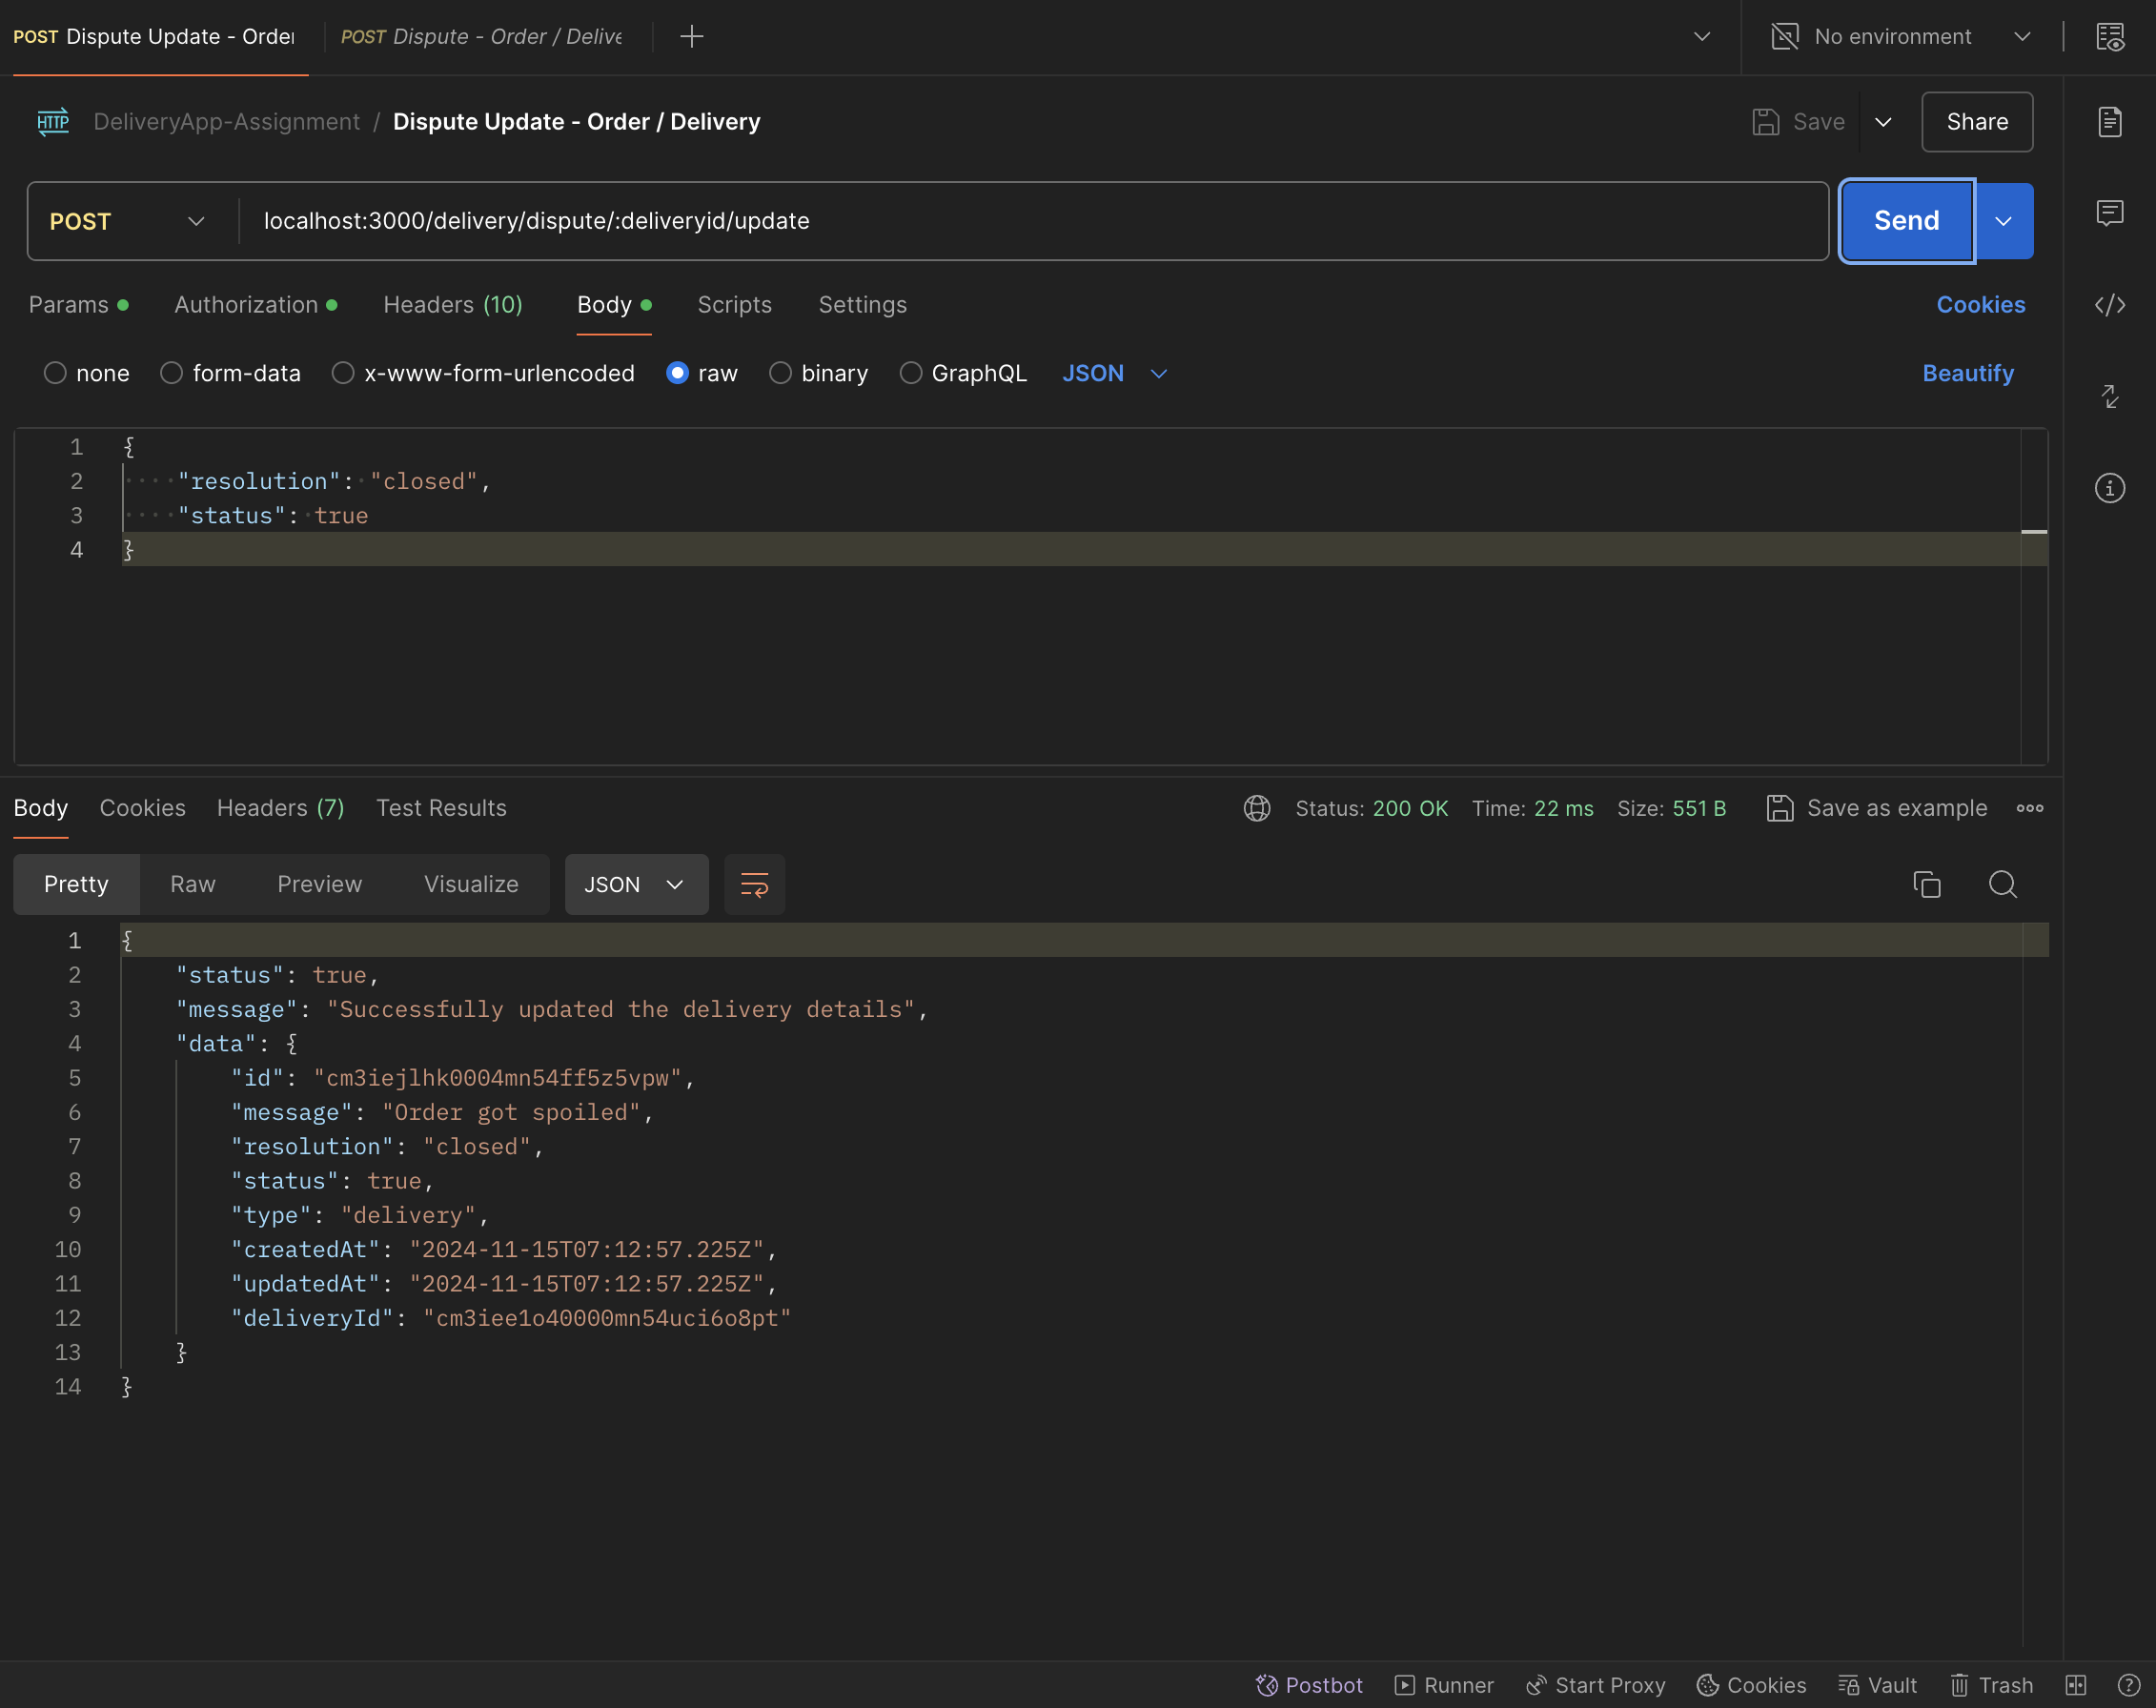 POST Dispute Update - Order
POST Dispute - Order / Delive
No environment
HTTP
DeliveryApp-Assignment / Dispute Update - Order / Delivery
Save
Share
POST
localhost:3000/delivery/dispute/:deliveryid/update
Send
Params
Authorization
Headers (10)
Body
Scripts
Settings
Cookies
none
form-data
x-www-form-urlencoded
raw
binary
GraphQL
JSON
Beautify
1 {
2 "resolution": "closed",
3 "status": true
4 }
Body
Cookies
Headers (7)
Test Results
Status: 200 OK
Time: 22 ms
Size: 551 B
Save as example
Pretty
Raw
Preview
Visualize
JSON
1 {
2 "status": true,
3 "message": "Successfully updated the delivery details",
4 "data": {
5 "id": "cm3iejlhk0004mn54ff5z5vpw",
6 "message": "Order got spoiled",
7 "resolution": "closed",
8 "status": true,
9 "type": "delivery",
10 "createdAt": "2024-11-15T07:12:57.225Z",
11 "updatedAt": "2024-11-15T07:12:57.225Z",
12 "deliveryId": "cm3iee1o40000mn54uci6o8pt"
13 }
14 }
Postbot
Runner
Start Proxy
Cookies
Vault
Trash